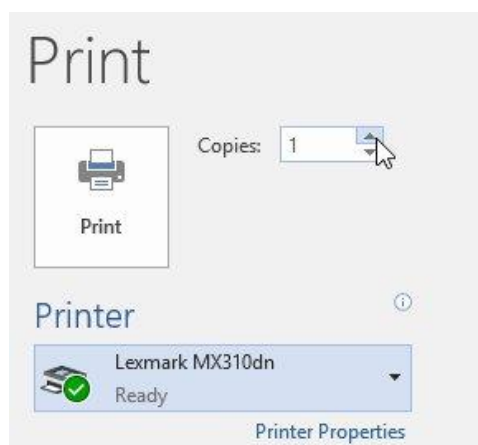 Print
Copies: 1
Print
Printer
Lexmark MX310dn
Ready
Printer Properties